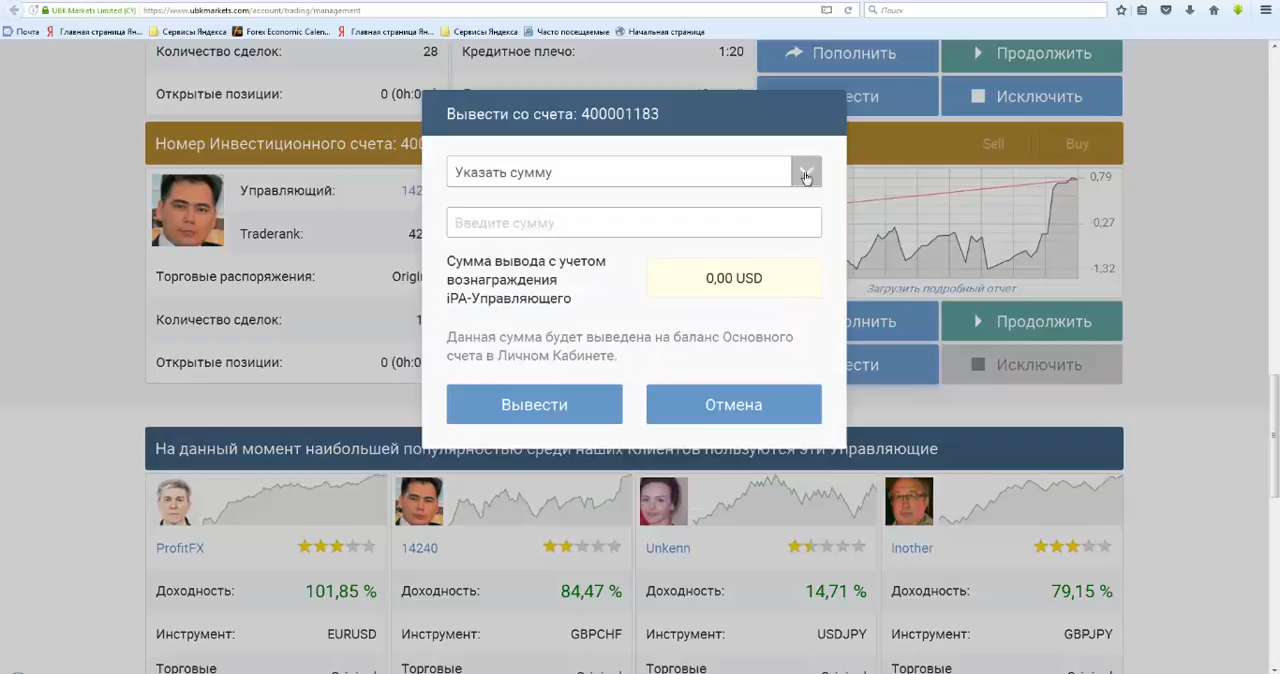 UBK Markets Limited (CY)
https://www.ubkmarkets.com/account/trading/management
Поиск
Почта
Главная страница Ян...
Сервисы Яндекса
Forex Economic Calen...
Главная страница Ян...
Сервисы Яндекса
Часто посещаемые
Начальная страница
Количество сделок: 28
Кредитное плечо: 1:20
Пополнить
Продолжить
Открытые позиции: 0 (0h:0
ести
Исключить
Вывести со счета: 400001183
Номер Инвестиционного счета: 400
Sell
Buy
Указать сумму
Управляющий: 142
0,79
Введите сумму
-0,27
Traderank: 42
Сумма вывода с учетом
вознаграждения
iPA-Управляющего
0,00 USD
-1,32
Торговые распоряжения: Origi
Загрузить подробный отчет
Количество сделок: 1
олнить
Продолжить
Данная сумма будет выведена на баланс Основного
счета в Личном Кабинете.
Открытые позиции: 0 (0h:0
ести
Исключить
Вывести
Отмена
На данный момент наибольшей популярностью среди наших Клиентов пользуются эти Управляющие
ProfitFX
14240
Unkenn
Inother
Доходность: 101,85 %
Доходность: 84,47 %
Доходность: 14,71 %
Доходность: 79,15 %
Инструмент: EURUSD
Инструмент: GBPCHF
Инструмент: USDJPY
Инструмент: GBPJPY
Торговые
Торговые
Торговые
Торговые